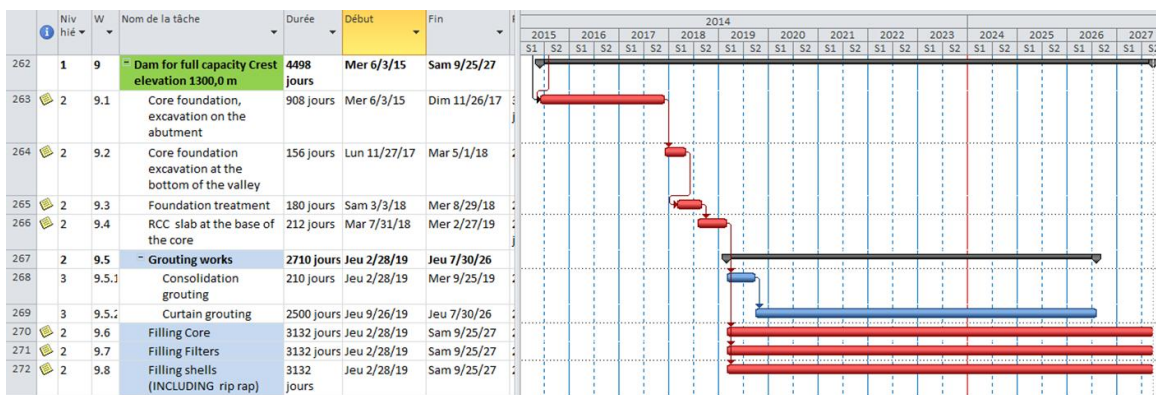 Niv hié W Nom de la tâche Durée Début Fin
2014
2015 2016 2017 2018 2019 2020 2021 2022 2023 2024 2025 2026 2027
S1 S2 S1 S2 S1 S2 S1 S2 S1 S2 S1 S2 S1 S2 S1 S2 S1 S2 S1 S2 S1 S2 S1 S2 S1
262 1 9 Dam for full capacity Crest 4498 Mer 6/3/15 Sam 9/25/27
elevation 1300,0 m jours
263 2 9.1 Core foundation, 908 jours Mer 6/3/15 Dim 11/26/17
excavation on the
abutment
264 2 9.2 Core foundation 156 jours Lun 11/27/17 Mar 5/1/18
excavation at the
bottom of the valley
265 2 9.3 Foundation treatment 180 jours Sam 3/3/18 Mer 8/29/18
266 2 9.4 RCC slab at the base of 212 jours Mar 7/31/18 Mer 2/27/19
the core
267 2 9.5 Grouting works 2710 jours Jeu 2/28/19 Jeu 7/30/26
268 3 9.5.1 Consolidation 210 jours Jeu 2/28/19 Mer 9/25/19
grouting
269 3 9.5.2 Curtain grouting 2500 jours Jeu 9/26/19 Jeu 7/30/26
270 2 9.6 Filling Core 3132 jours Jeu 2/28/19 Sam 9/25/27
271 2 9.7 Filling Filters 3132 jours Jeu 2/28/19 Sam 9/25/27
272 2 9.8 Filling shells 3132 Jeu 2/28/19 Sam 9/25/27
(INCLUDING rip rap) jours